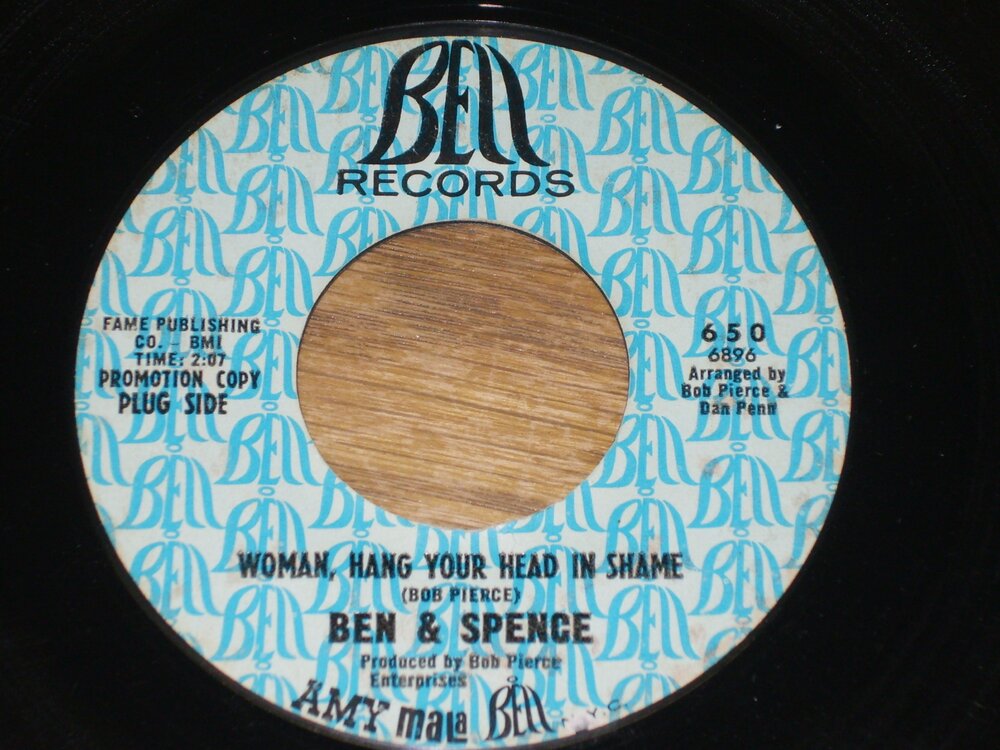 BELL
RECORDS
FAME PUBLISHING
CO. - BMI
TIME: 2:07
PROMOTION COPY
PLUG SIDE
650
6896
Arranged by
Bob Pierce &
Dan Penn
WOMAN, HANG YOUR HEAD IN SHAME
(BOB PIERCE)
BEN & SPENCE
Produced by Bob Pierce
Enterprises
AMY mala BELL N.Y.C.